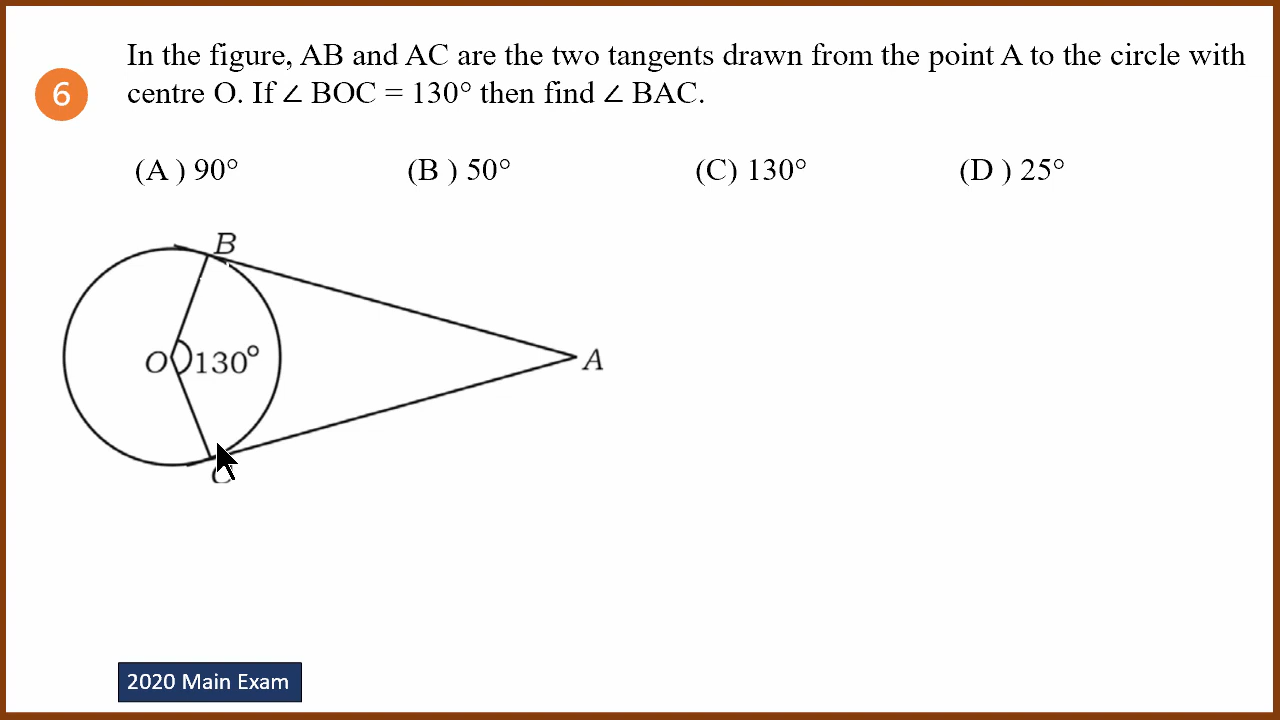 In the figure, AB and AC are the two tangents drawn from the point A to the circle with
6
centre O. If ∠ BOC = 130° then find ∠ BAC.
(A ) 90° (B ) 50° (C) 130° (D ) 25°
B
O 130° A
C
2020 Main Exam